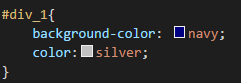 #div_1{
background-color: navy;
color: silver;
}